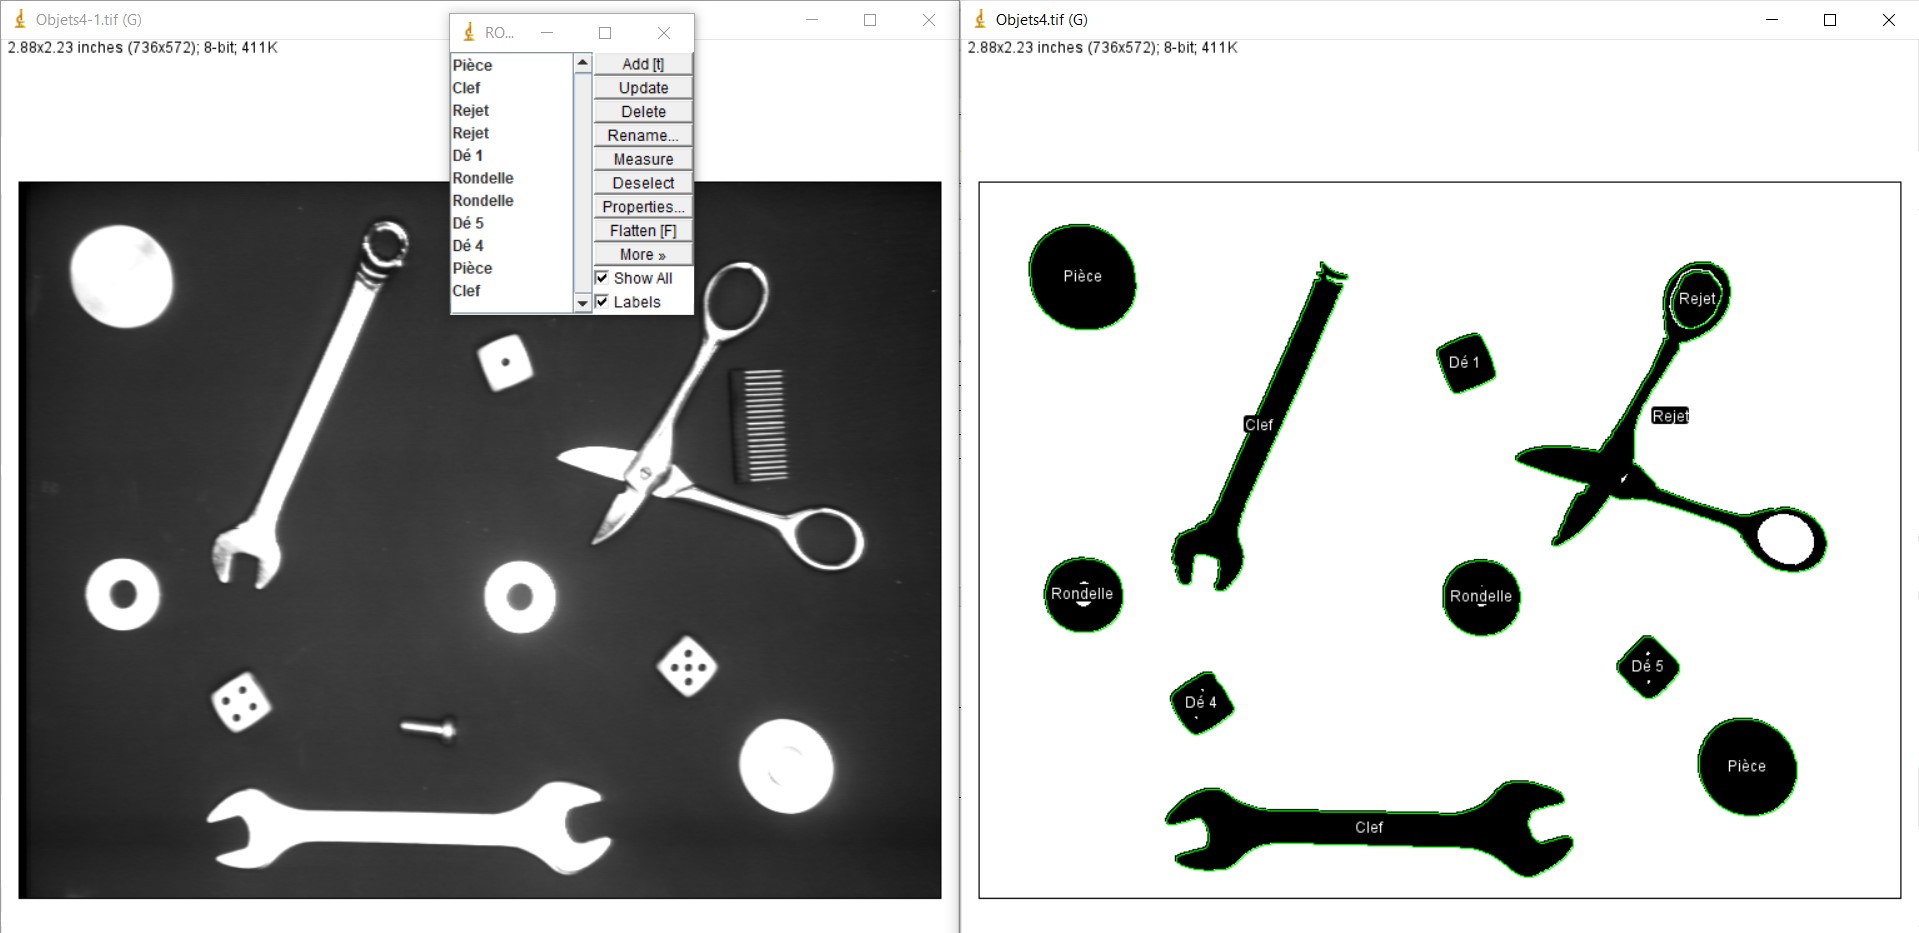 Objets4-1.tif (G)
2.88x2.23 inches (736x572); 8-bit; 411K
RO...
Pièce
Clef
Rejet
Rejet
Dé 1
Rondelle
Rondelle
Dé 5
Dé 4
Pièce
Clef
Add [t]
Update
Delete
Rename...
Measure
Deselect
Properties...
Flatten [F]
More »
Show All
Labels
Objets4.tif (G)
2.88x2.23 inches (736x572); 8-bit; 411K
Pièce
Rejet
Dé 1
Rejet
Clef
Rondelle
Rondelle
Dé 5
Dé 4
Pièce
Clef